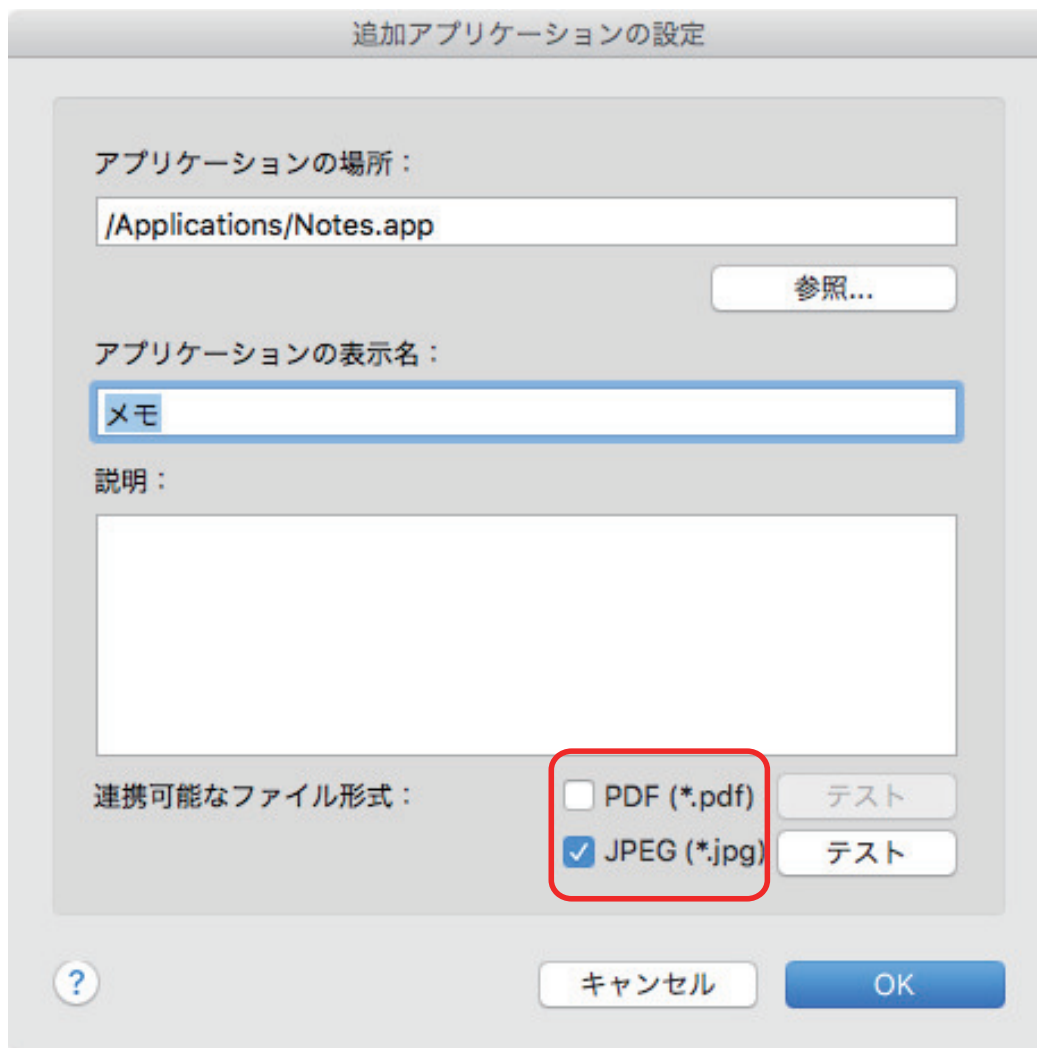 追加アプリケーションの設定
アプリケーションの場所：
/Applications/Notes.app
参照...
アプリケーションの表示名：
メモ
説明：
連携可能なファイル形式： PDF (*.pdf) テスト
JPEG (*.jpg) テスト
? キャンセル OK